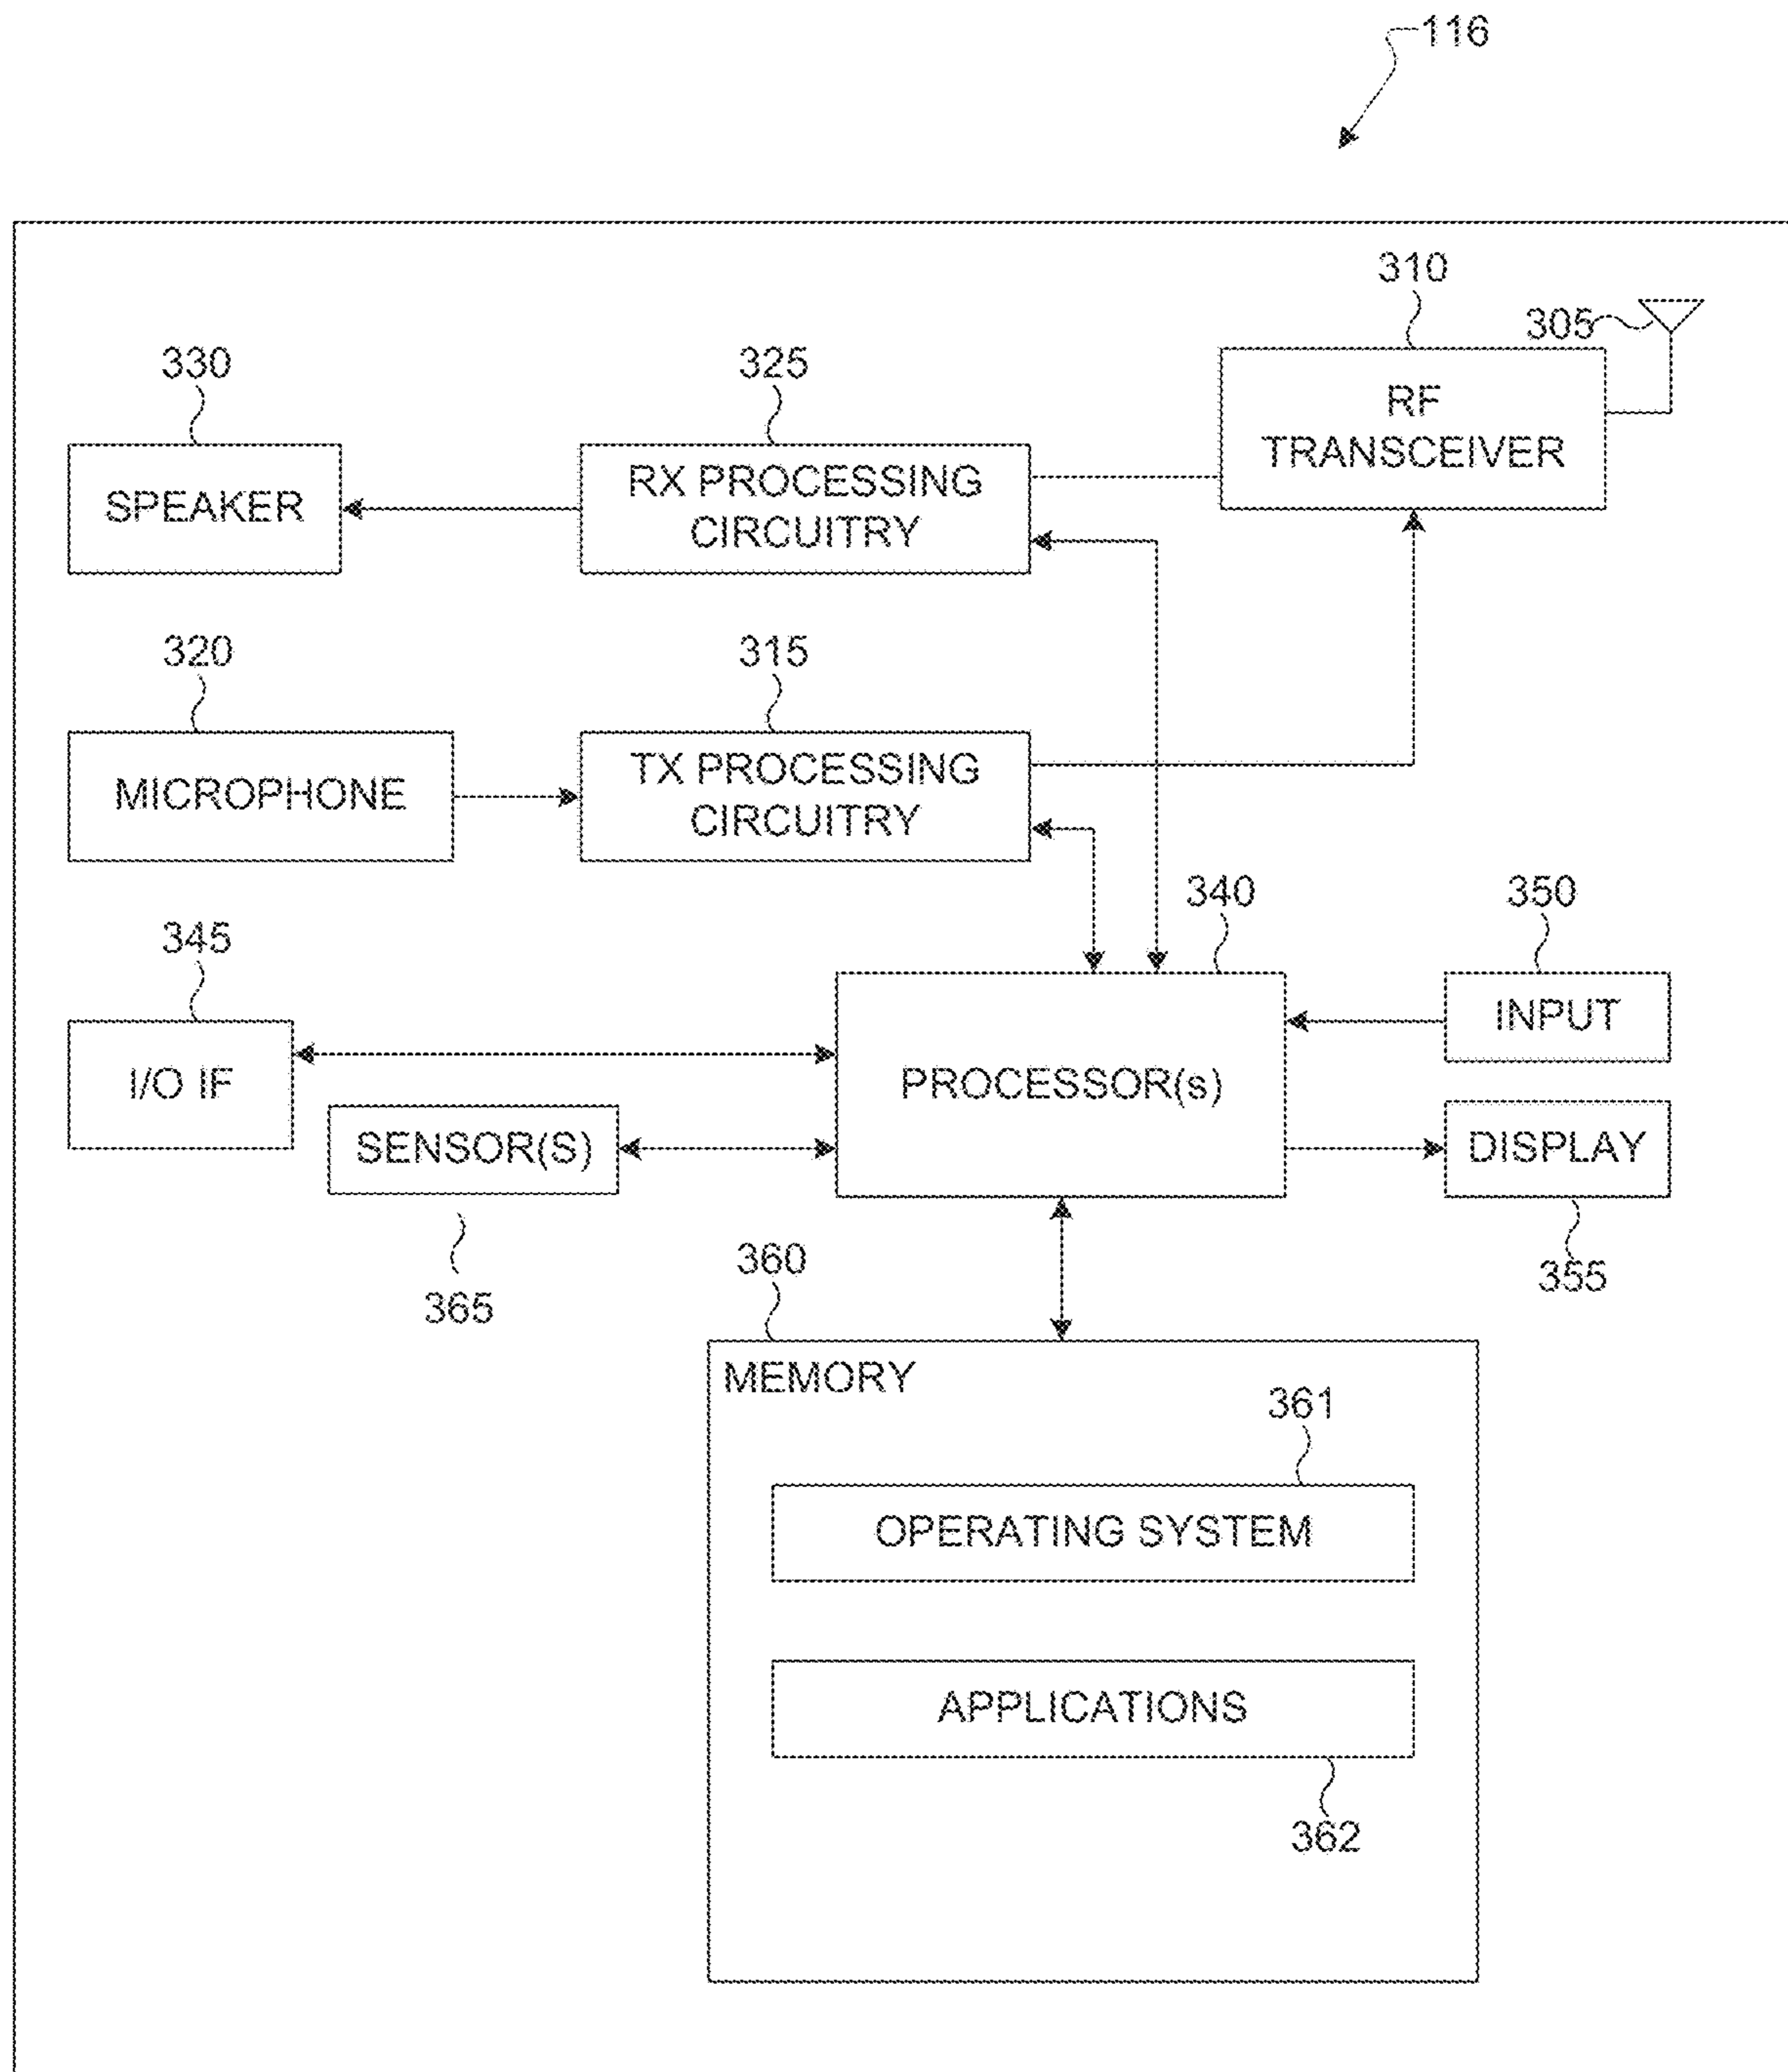 116
310
305
330
325
RF
TRANSCEIVER
SPEAKER
RX PROCESSING
CIRCUITRY
320
315
MICROPHONE
TX PROCESSING
CIRCUITRY
340
350
345
INPUT
I/O IF
PROCESSOR(s)
SENSOR(S)
DISPLAY
360
355
365
MEMORY
361
OPERATING SYSTEM
APPLICATIONS
362